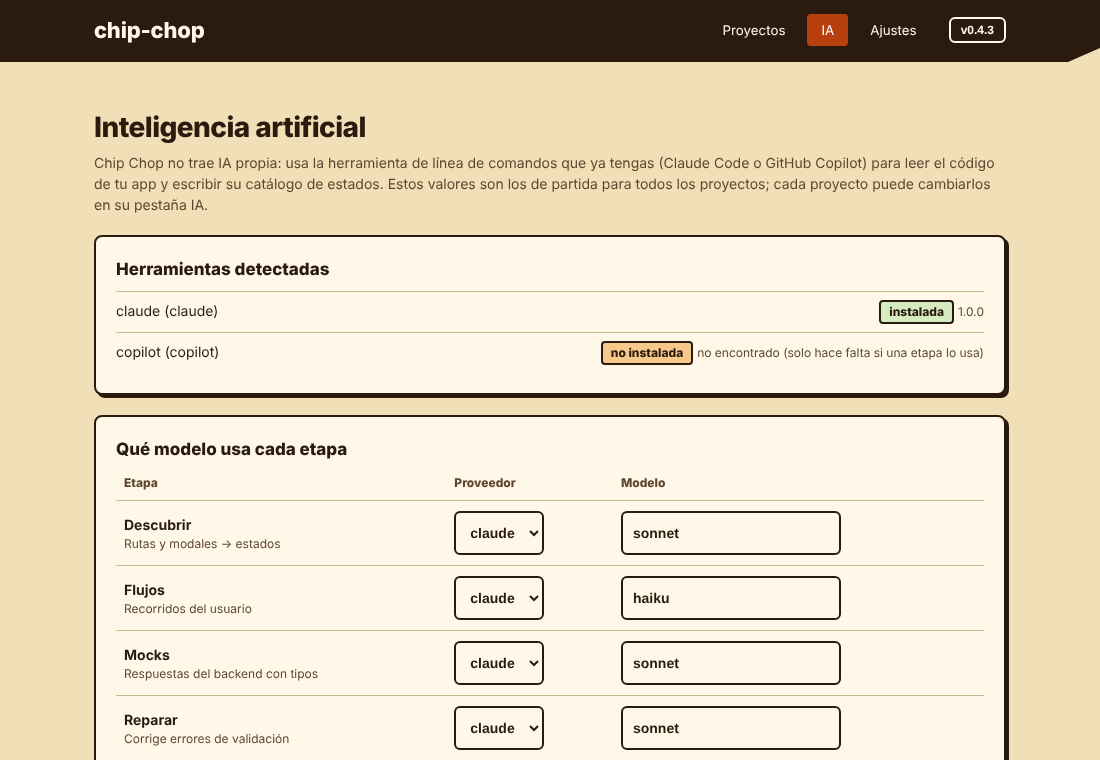 chip-chop
Proyectos
IA
Ajustes
v0.4.3
Inteligencia artificial
Chip Chop no trae IA propia: usa la herramienta de línea de comandos que ya tengas (Claude Code o GitHub Copilot) para leer el código
de tu app y escribir su catálogo de estados. Estos valores son los de partida para todos los proyectos; cada proyecto puede cambiarlos
en su pestaña IA.
Herramientas detectadas
claude (claude) instalada 1.0.0
copilot (copilot) no instalada no encontrado (solo hace falta si una etapa lo usa)
Qué modelo usa cada etapa
Etapa Proveedor Modelo
Descubrir
Rutas y modales → estados
claude
sonnet
Flujos
Recorridos del usuario
claude
haiku
Mocks
Respuestas del backend con tipos
claude
sonnet
Reparar
Corrige errores de validación
claude
sonnet